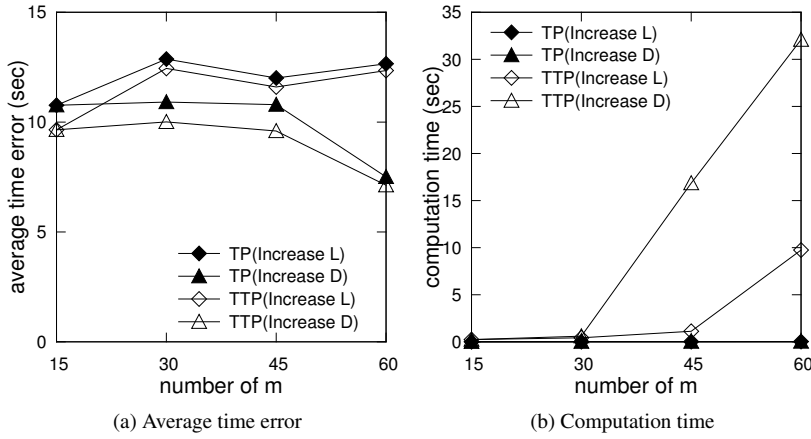 15
10
5
0
average time error (sec)
TP(Increase L)
TP(Increase D)
TTP(Increase L)
TTP(Increase D)
15
30
45
60
number of m
(a) Average time error
35
30
25
20
15
10
5
0
computation time (sec)
TP(Increase L)
TP(Increase D)
TTP(Increase L)
TTP(Increase D)
15
30
45
60
number of m
(b) Computation time